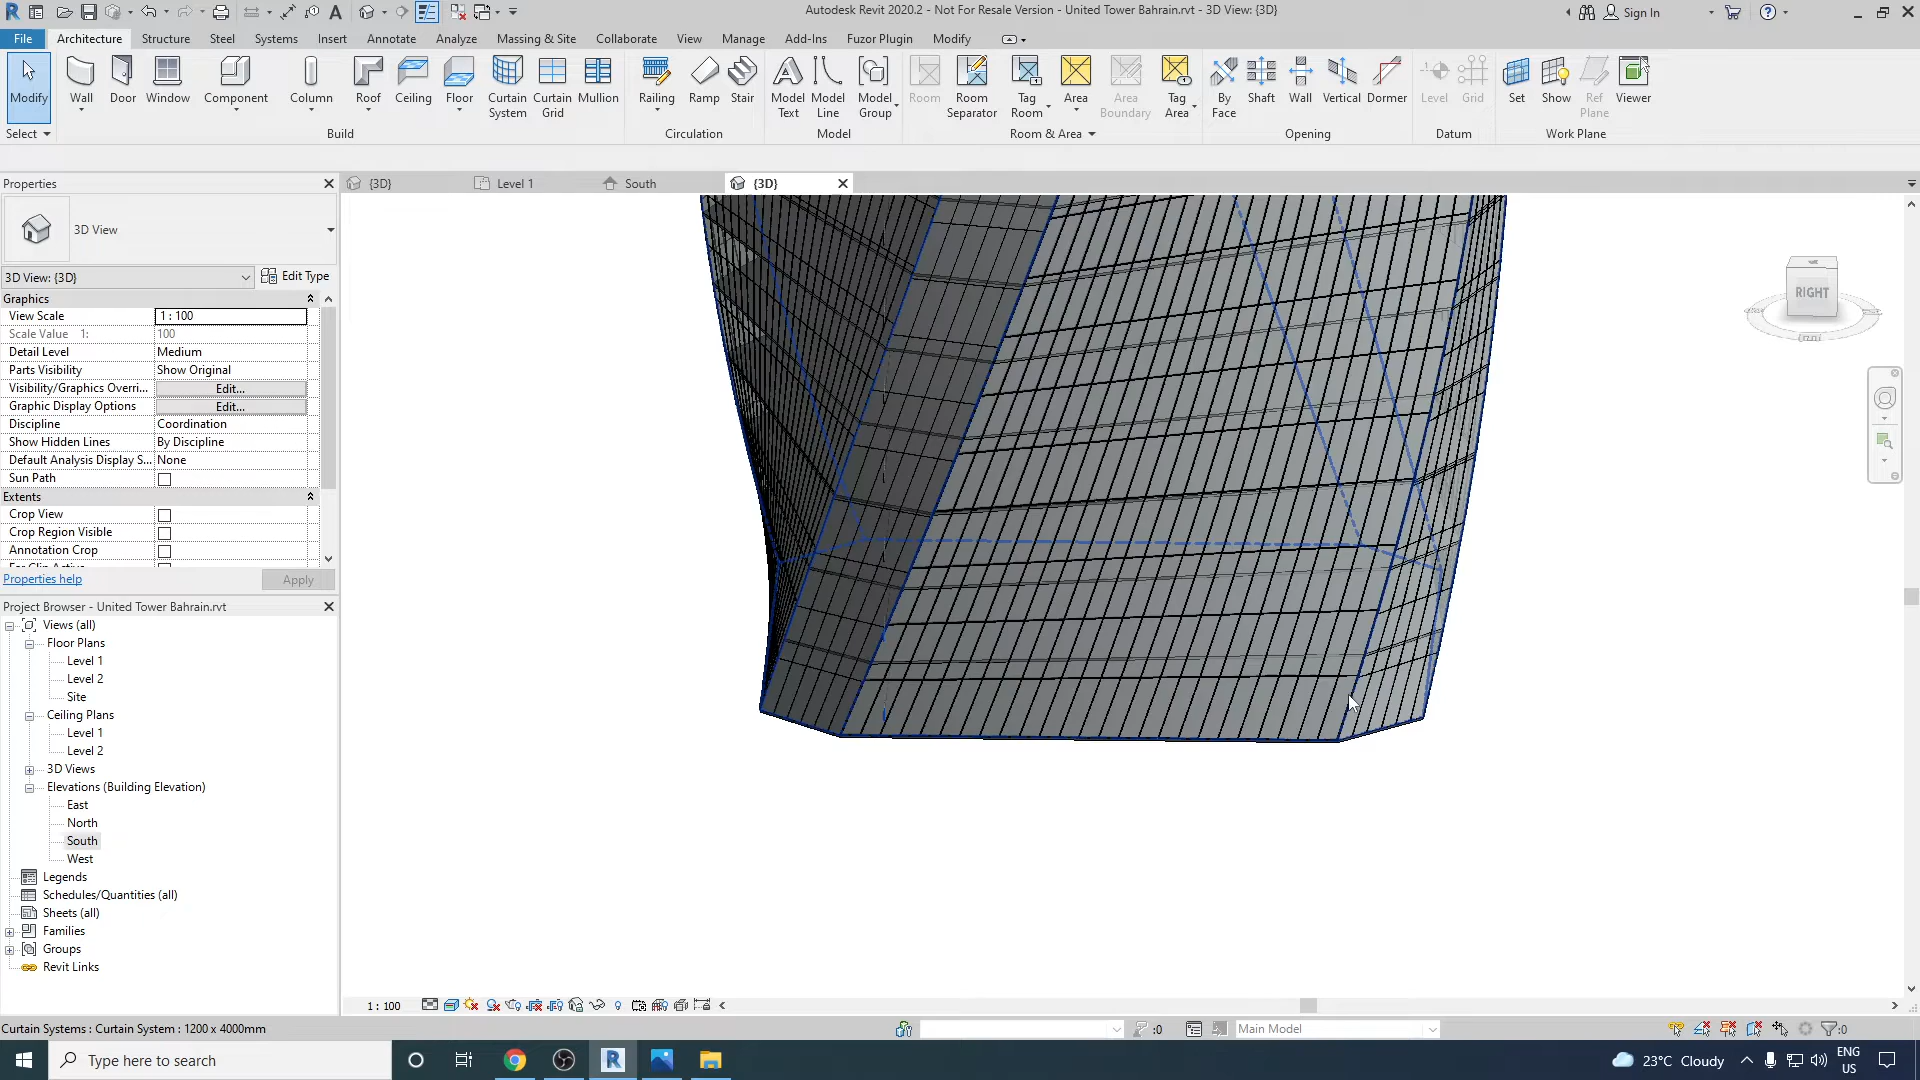 Autodesk Revit 2020.2 - Not For Resale Version - United Tower Bahrain.rvt - 3D View: {3D}
Sign In
File Architecture Structure Steel Systems Insert Annotate Analyze Massing & Site Collaborate View Manage Add-Ins Fuzor Plugin Modify
Modify Wall Door Window Component Column Roof Ceiling Floor Curtain System Curtain Grid Mullion Railing Ramp Stair Model Text Model Line Model Group Room Room Separator Tag Room Area Area Boundary Tag Area By Face Shaft Wall Vertical Dormer Level Grid Set Show Ref Plane Viewer
Select Build Circulation Model Room & Area Opening Datum Work Plane
Properties
{3D} Level 1 South {3D}
3D View
3D View: {3D} Edit Type
Graphics
View Scale 1 : 100
Scale Value 1: 100
Detail Level Medium
Parts Visibility Show Original
Visibility/Graphics Overri... Edit...
Graphic Display Options Edit...
Discipline Coordination
Show Hidden Lines By Discipline
Default Analysis Display S... None
Sun Path
Extents
Crop View
Crop Region Visible
Annotation Crop
Properties help Apply
RIGHT
Project Browser - United Tower Bahrain.rvt
Views (all)
Floor Plans
Level 1
Level 2
Site
Ceiling Plans
Level 1
Level 2
3D Views
Elevations (Building Elevation)
East
North
South
West
Legends
Schedules/Quantities (all)
Sheets (all)
Families
Groups
Revit Links
1 : 100
Curtain Systems : Curtain System : 1200 x 4000mm
:0
Main Model
:0
Type here to search
23°C Cloudy
ENG
US